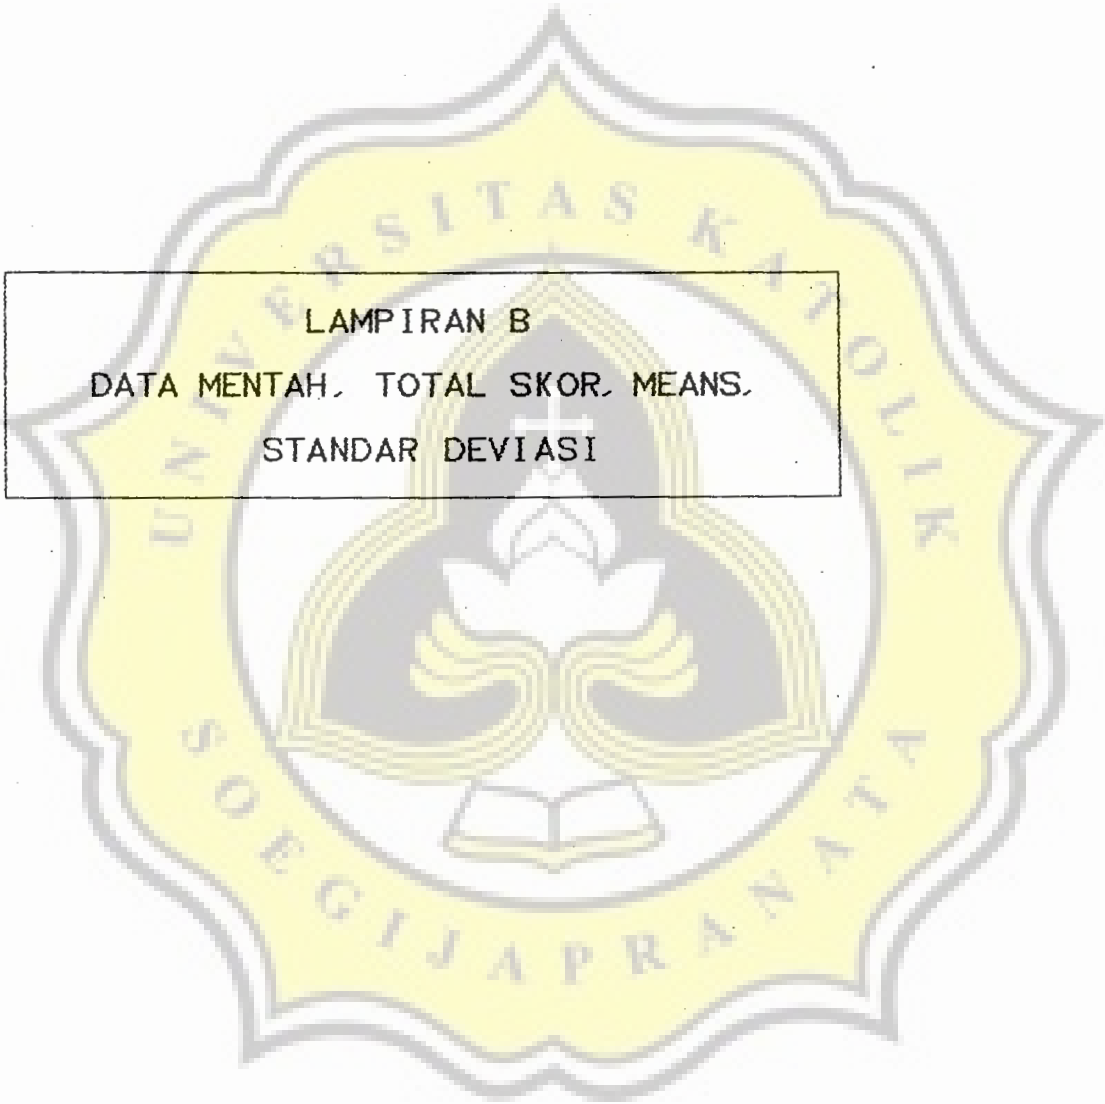 UNIVERSITAS KATOLIK
LAMPIRAN B
DATA MENTAH, TOTAL SKOR, MEANS,
STANDAR DEVIASI
SOEGIJAPRANATA